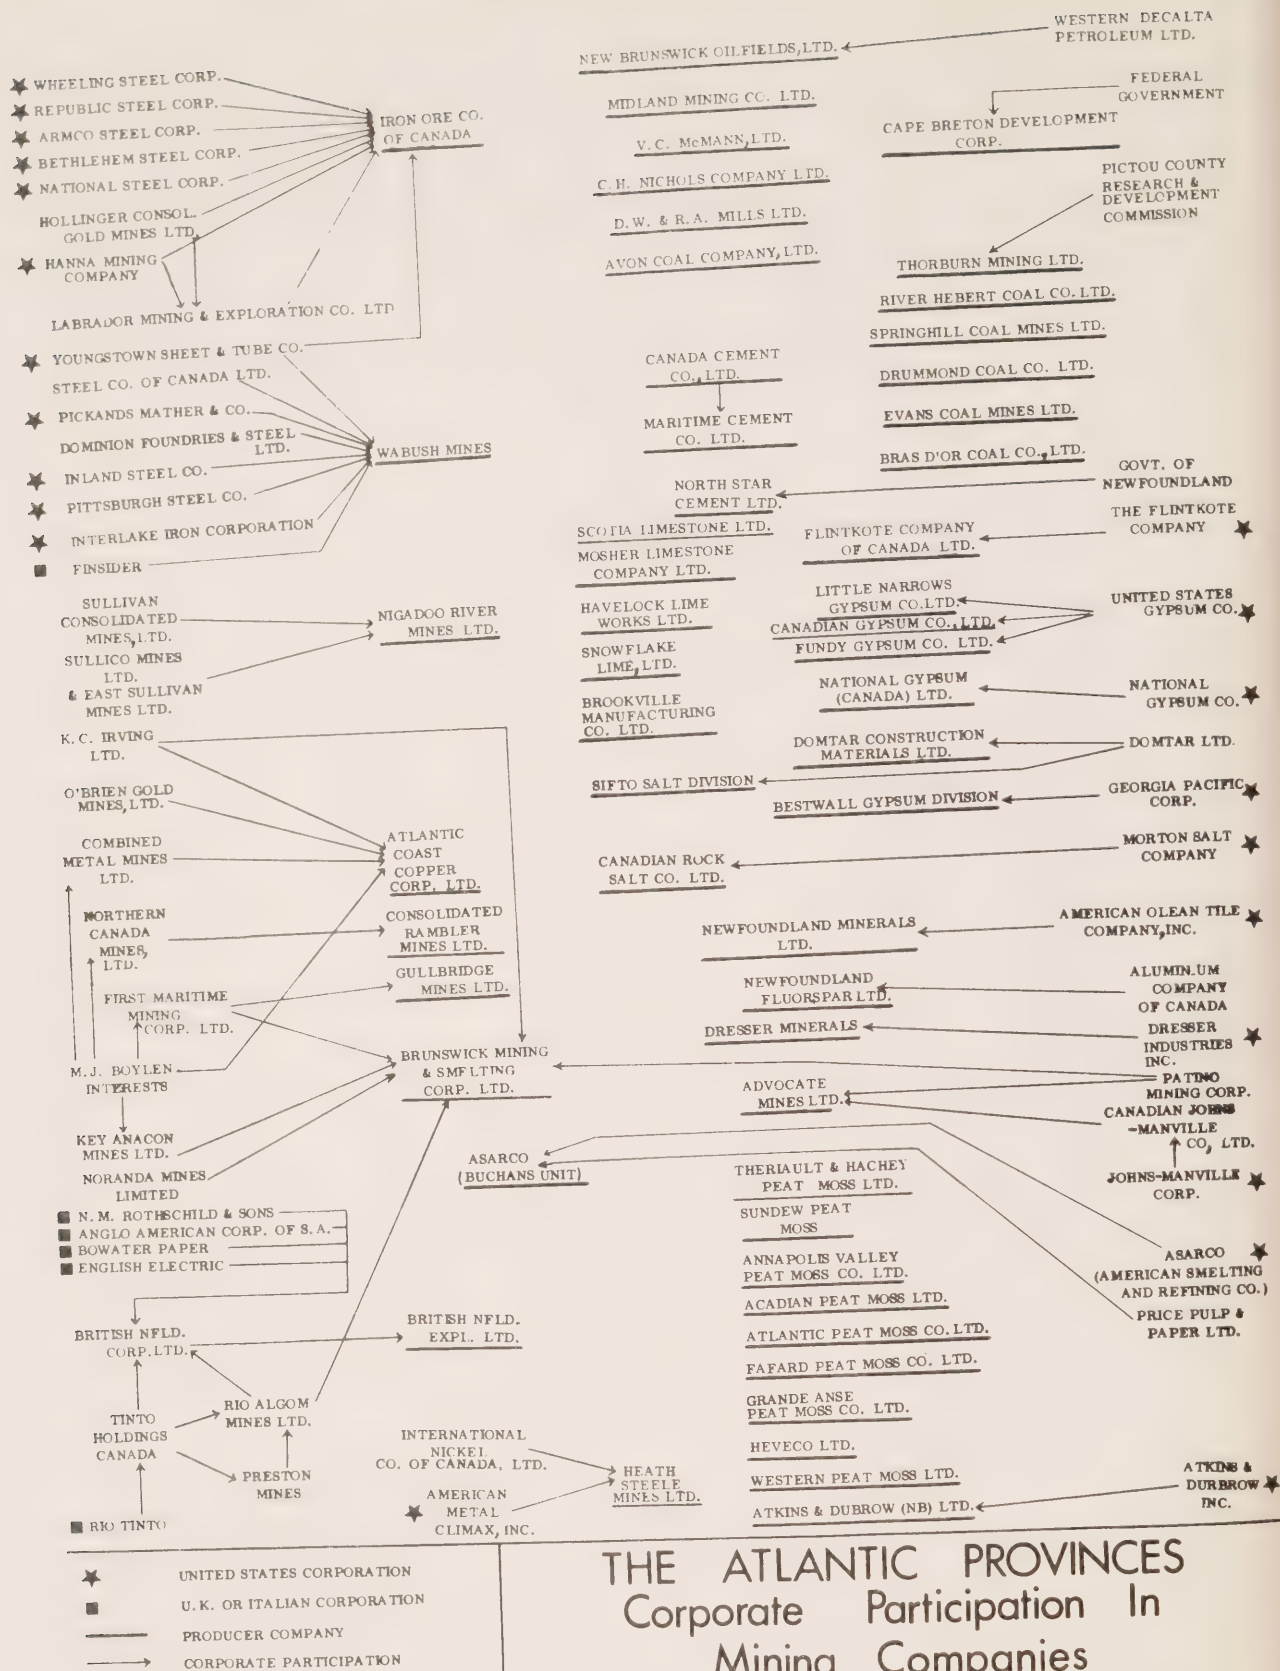 WESTERN DECALTA
PETROLEUM LTD.
NEW BRUNSWICK OILFIELDS, LTD.
WHEELING STEEL CORP.
REPUBLIC STEEL CORP.
ARMCO STEEL CORP.
BETHLEHEM STEEL CORP.
NATIONAL STEEL CORP.
HOLLINGER CONSOL.
GOLD MINES LTD.
HANNA MINING
COMPANY
LABRADOR MINING & EXPLORATION CO. LTD
IRON ORE CO.
OF CANADA
YOUNGSTOWN SHEET & TUBE CO.
STEEL CO. OF CANADA LTD.
PICKANDS MATHER & CO.
DOMINION FOUNDRIES & STEEL
LTD.
INLAND STEEL CO.
PITTSBURGH STEEL CO.
INTERLAKE IRON CORPORATION
FINSIDER
WABUSH MINES
SULLIVAN
CONSOLIDATED
MINES, LTD.
SULLICO MINES
LTD.
& EAST SULLIVAN
MINES LTD.
NIGADOO RIVER
MINES LTD.
K. C. IRVING
LTD.
O'BRIEN GOLD
MINES, LTD.
COMBINED
METAL MINES
LTD.
NORTHERN
CANADA
MINES,
LTD.
FIRST MARITIME
MINING
CORP. LTD.
M. J. BOYLEN
INTERESTS
KEY ANACON
MINES LTD.
NORANDA MINES
LIMITED
ATLANTIC
COAST
COPPER
CORP. LTD.
CONSOLIDATED
RAMBLER
MINES LTD.
GULLBRIDGE
MINES LTD.
BRUNSWICK MINING
& SMELTING
CORP. LTD.
ASARCO
(BUCHANS UNIT)
N. M. ROTHSCHILD & SONS
ANGLO AMERICAN CORP. OF S. A.
BOWATER PAPER
ENGLISH ELECTRIC
BRITISH NFLD.
CORP. LTD.
BRITISH NFLD.
EXPL. LTD.
TINTO
HOLDINGS
CANADA
RIO ALGOM
MINES LTD.
PRESTON
MINES
RIO TINTO
INTERNATIONAL
NICKEL
CO. OF CANADA, LTD.
AMERICAN
METAL
CLIMAX, INC.
HEATH
STEELE
MINES LTD.
MIDLAND MINING CO. LTD.
V. C. McMANN, LTD.
C. H. NICHOLS COMPANY LTD.
D. W. & R. A. MILLS LTD.
AVON COAL COMPANY, LTD.
CANADA CEMENT
CO., LTD.
MARITIME CEMENT
CO. LTD.
NORTH STAR
CEMENT LTD.
SCOTIA LIMESTONE LTD.
MOSHER LIMESTONE
COMPANY LTD.
HAVELOCK LIME
WORKS LTD.
SNOWFLAKE
LIME, LTD.
BROOKVILLE
MANUFACTURING
CO. LTD.
SIFTO SALT DIVISION
CANADIAN ROCK
SALT CO. LTD.
FEDERAL
GOVERNMENT
CAPE BRETON DEVELOPMENT
CORP.
PICTOU COUNTY
RESEARCH &
DEVELOPMENT
COMMISSION
THORBURN MINING LTD.
RIVER HEBERT COAL CO. LTD.
SPRINGHILL COAL MINES LTD.
DRUMMOND COAL CO. LTD.
EVANS COAL MINES LTD.
BRAS D'OR COAL CO., LTD.
GOVT. OF
NEWFOUNDLAND
THE FLINTKOTE
COMPANY
FLINTKOTE COMPANY
OF CANADA LTD.
LITTLE NARROWS
GYPSUM CO. LTD.
CANADIAN GYPSUM CO., LTD.
FUNDY GYPSUM CO. LTD.
UNITED STATES
GYPSUM CO.
NATIONAL GYPSUM
(CANADA) LTD.
NATIONAL
GYPSUM CO.
DOMTAR CONSTRUCTION
MATERIALS LTD.
DOMTAR LTD.
BESTWALL GYPSUM DIVISION
GEORGIA PACIFIC
CORP.
MORTON SALT
COMPANY
NEWFOUNDLAND MINERALS
LTD.
AMERICAN OLEAN TILE
COMPANY, INC.
NEWFOUNDLAND
FLUORSPAR LTD.
ALUMINUM
COMPANY
OF CANADA
DRESSER MINERALS
DRESSER
INDUSTRIES
INC.
ADVOCATE
MINES LTD.
PATINO
MINING CORP.
CANADIAN JOHNS
-MANVILLE
CO, LTD.
JOHNS-MANVILLE
CORP.
ASARCO
(AMERICAN SMELTING
AND REFINING CO.)
PRICE PULP &
PAPER LTD.
THERIAULT & HACHEY
PEAT MOSS LTD.
SUNDEW PEAT
MOSS
ANNAPOLIS VALLEY
PEAT MOSS CO. LTD.
ACADIAN PEAT MOSS LTD.
ATLANTIC PEAT MOSS CO. LTD.
FAFARD PEAT MOSS CO. LTD.
GRANDE ANSE
PEAT MOSS CO. LTD.
HEVECO LTD.
WESTERN PEAT MOSS LTD.
ATKINS & DUBROW (NB) LTD.
ATKINS &
DURBROW
INC.
UNITED STATES CORPORATION
U. K. OR ITALIAN CORPORATION
PRODUCER COMPANY
CORPORATE PARTICIPATION
THE ATLANTIC PROVINCES
Corporate Participation In
Mining Companies